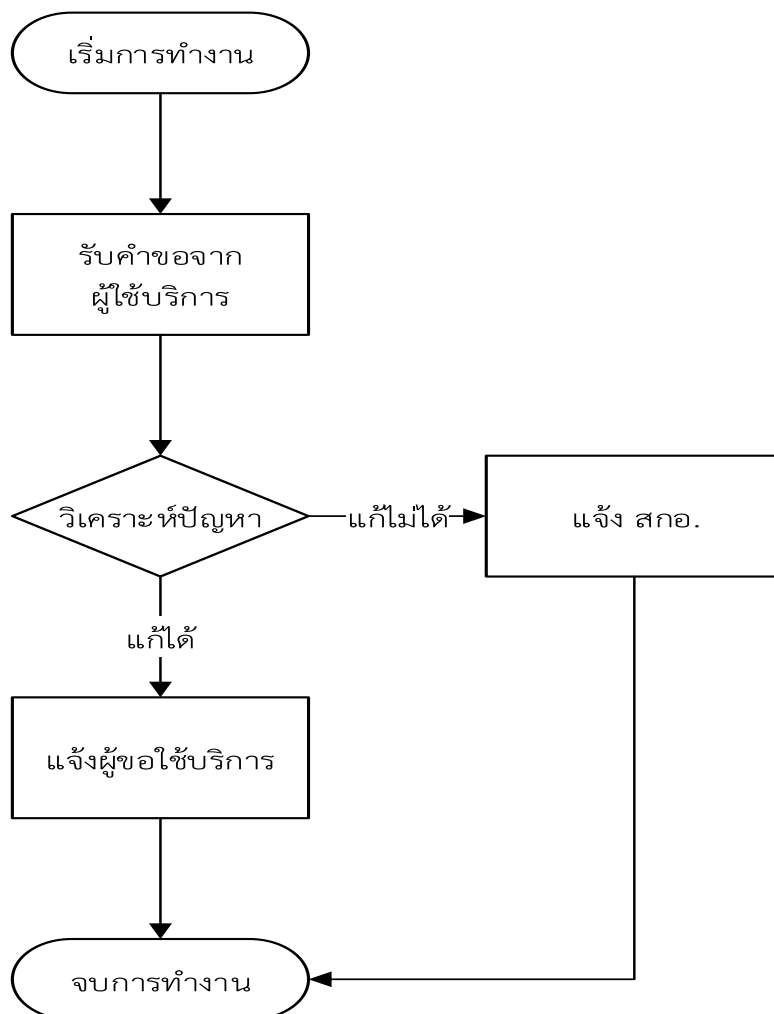 เริ่มการทำงาน
รับคำขอจาก
ผู้ใช้บริการ
วิเคราะห์ปัญหา
แก้ไม่ได้
แจ้ง สกอ.
แก้ได้
แจ้งผู้ขอใช้บริการ
จบการทำงาน